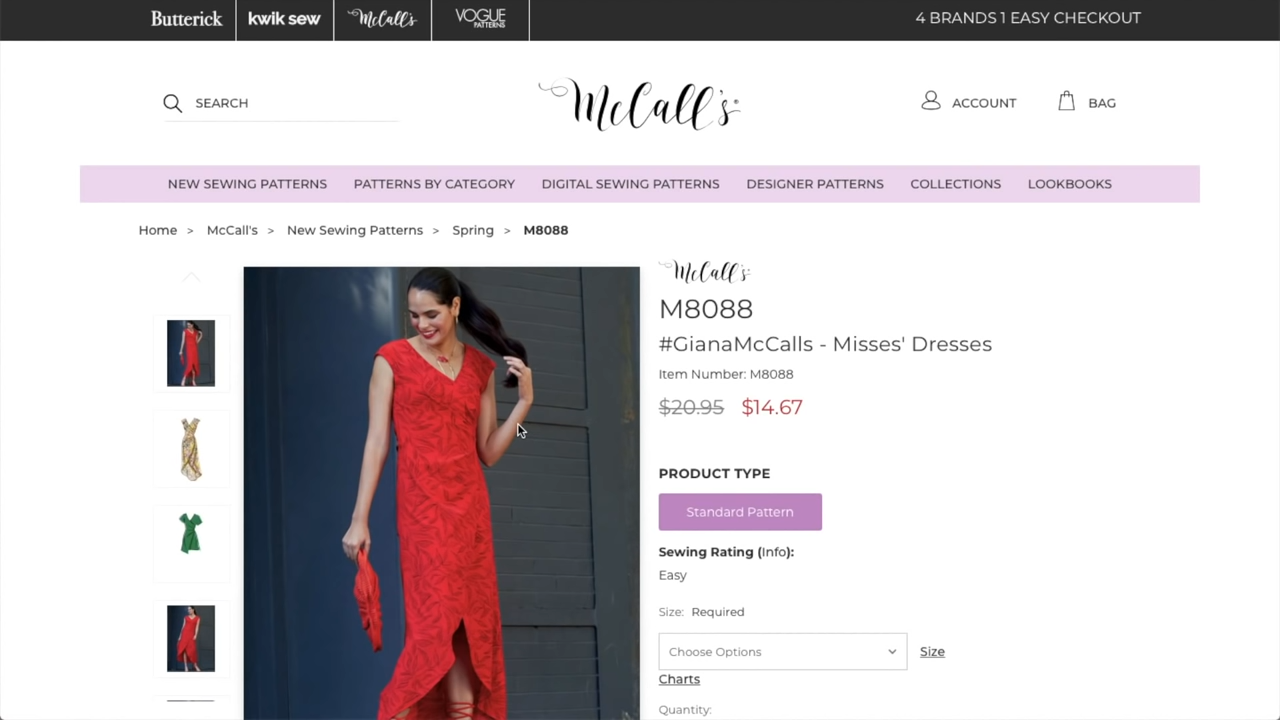 Butterick
kwik sew
McCall's
VOGUE
PATTERNS
4 BRANDS 1 EASY CHECKOUT
SEARCH
McCall's®
ACCOUNT
BAG
NEW SEWING PATTERNS
PATTERNS BY CATEGORY
DIGITAL SEWING PATTERNS
DESIGNER PATTERNS
COLLECTIONS
LOOKBOOKS
Home > McCall's > New Sewing Patterns > Spring > M8088
McCall's
M8088
#GianaMcCalls - Misses' Dresses
Item Number: M8088
$20.95 $14.67
PRODUCT TYPE
Standard Pattern
Sewing Rating (Info):
Easy
Size: Required
Choose Options
Size
Charts
Quantity: